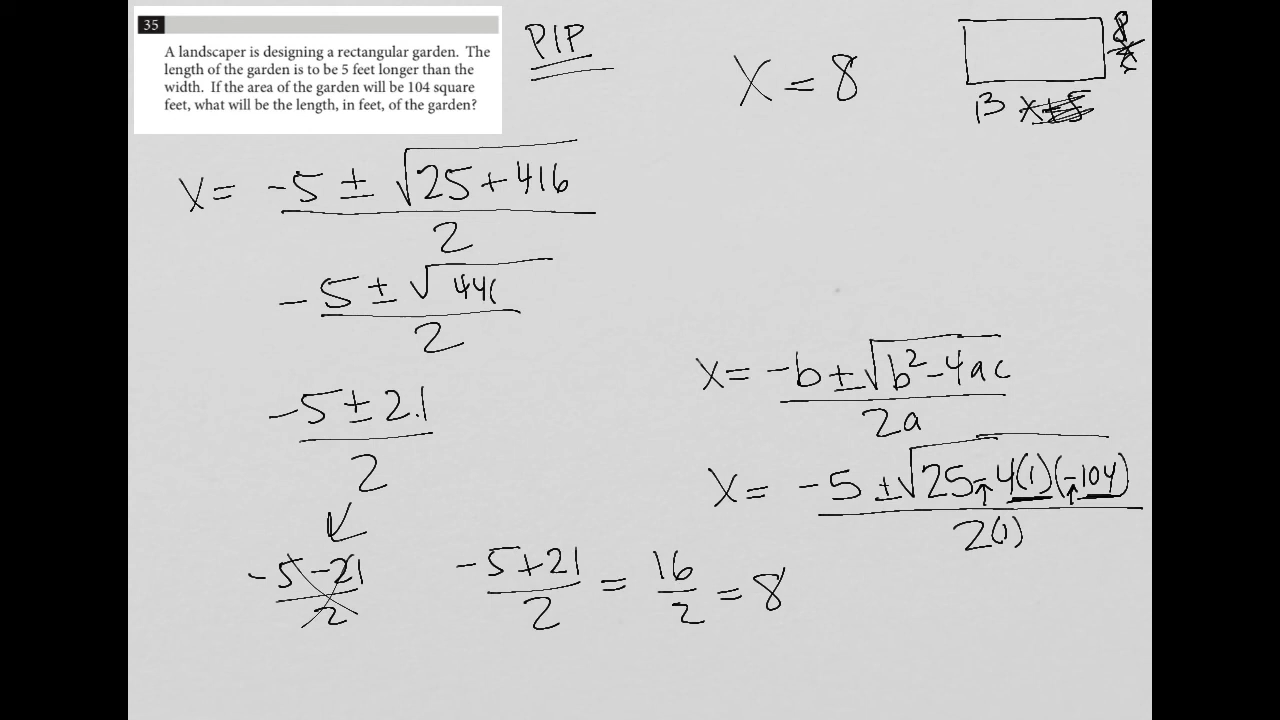 35
A landscaper is designing a rectangular garden. The
length of the garden is to be 5 feet longer than the
width. If the area of the garden will be 104 square
feet, what will be the length, in feet, of the garden?
PIP
X = 8
8
13
X = -5 ± √25 + 416
2
-5 ± √441
2
-5 ± 21
2
-5 - 21
2
-5 + 21 = 16 = 8
2 2
X = -b ± √b² - 4ac
2a
X = -5 ± √25 - 4(1)(-104)
2(1)